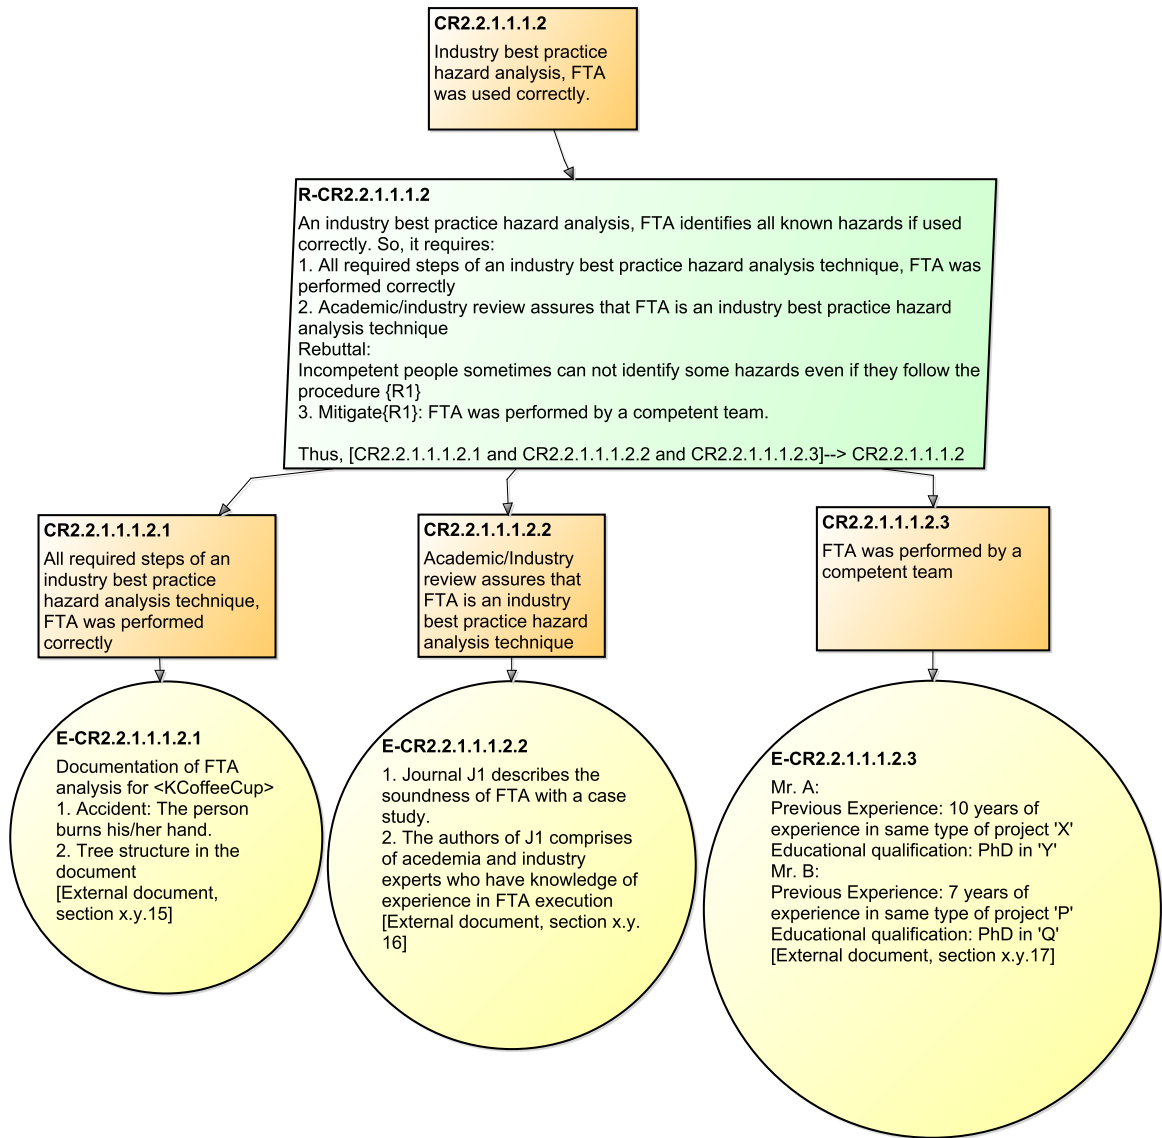 CR2.2.1.1.1.2
Industry best practice
hazard analysis, FTA
was used correctly.
R-CR2.2.1.1.1.2
An industry best practice hazard analysis, FTA identifies all known hazards if used
correctly. So, it requires:
1. All required steps of an industry best practice hazard analysis technique, FTA was
performed correctly
2. Academic/industry review assures that FTA is an industry best practice hazard
analysis technique
Rebuttal:
Incompetent people sometimes can not identify some hazards even if they follow the
procedure {R1}
3. Mitigate{R1}: FTA was performed by a competent team.
Thus, [CR2.2.1.1.1.2.1 and CR2.2.1.1.1.2.2 and CR2.2.1.1.1.2.3]--> CR2.2.1.1.1.2
CR2.2.1.1.1.2.1
All required steps of an
industry best practice
hazard analysis technique,
FTA was performed
correctly
CR2.2.1.1.1.2.2
Academic/Industry
review assures that
FTA is an industry
best practice hazard
analysis technique
CR2.2.1.1.1.2.3
FTA was performed by a
competent team
E-CR2.2.1.1.1.2.1
Documentation of FTA
analysis for <KCoffeeCup>
1. Accident: The person
burns his/her hand.
2. Tree structure in the
document
[External document,
section x.y.15]
E-CR2.2.1.1.1.2.2
1. Journal J1 describes the
soundness of FTA with a case
study.
2. The authors of J1 comprises
of acedemia and industry
experts who have knowledge of
experience in FTA execution
[External document, section x.y.
16]
E-CR2.2.1.1.1.2.3
Mr. A:
Previous Experience: 10 years of
experience in same type of project 'X'
Educational qualification: PhD in 'Y'
Mr. B:
Previous Experience: 7 years of
experience in same type of project 'P'
Educational qualification: PhD in 'Q'
[External document, section x.y.17]